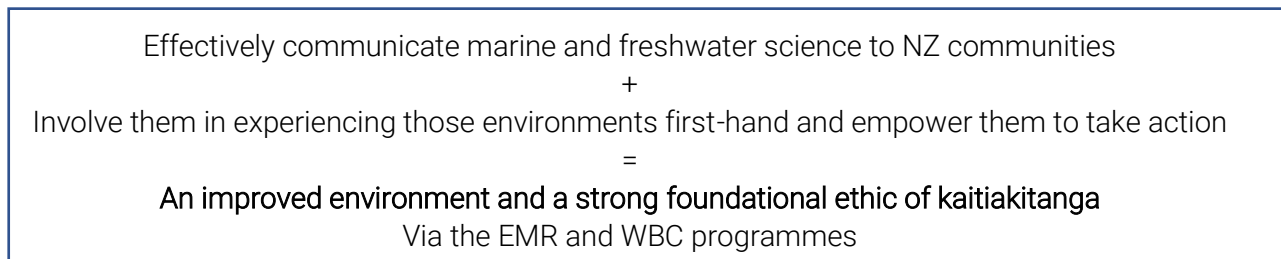 Effectively communicate marine and freshwater science to NZ communities
+
Involve them in experiencing those environments first-hand and empower them to take action
=
An improved environment and a strong foundational ethic of kaitiakitanga
Via the EMR and WBC programmes